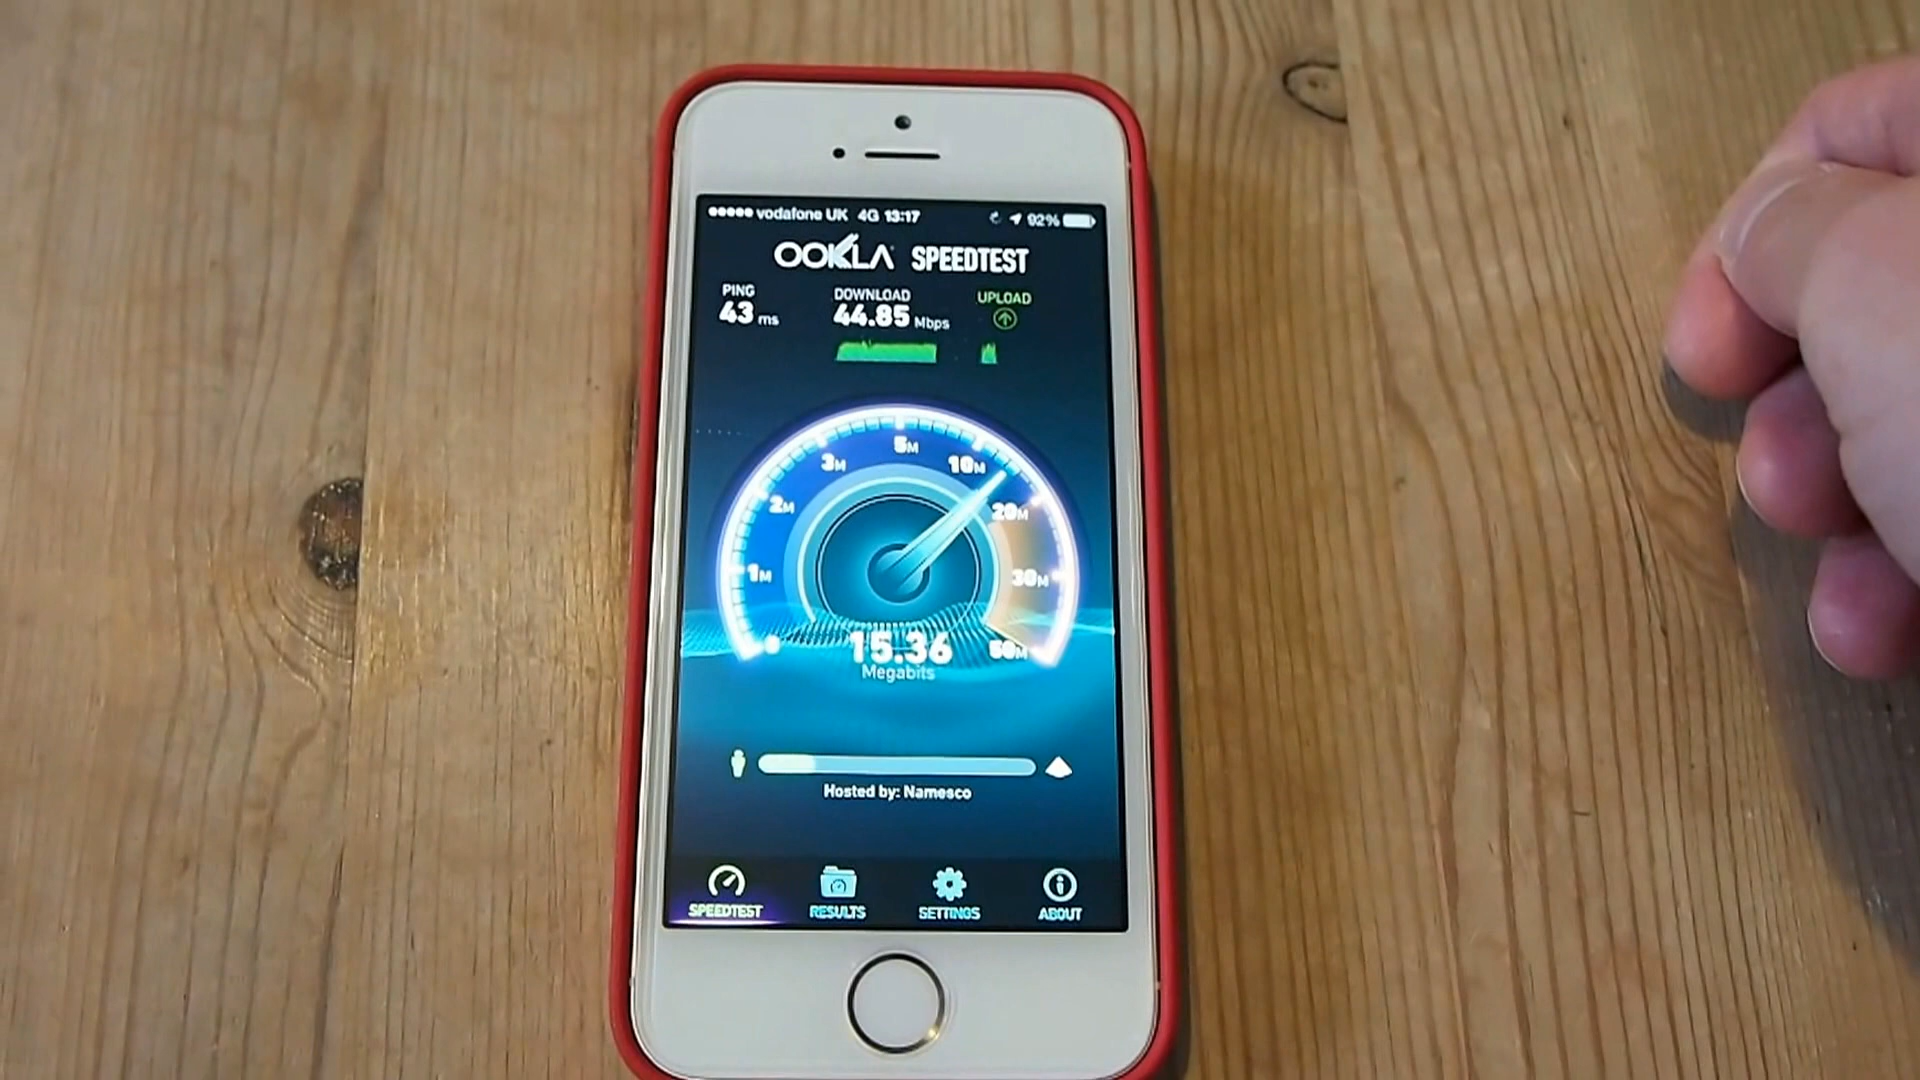 vodafone UK 4G 13:17 92%
OOKLA SPEEDTEST
PING DOWNLOAD UPLOAD
43 ms 44.85 Mbps
5M
3M 10M
2M 20M
1M 30M
0 15.36 50M
Megabits
Hosted by: Namesco
SPEEDTEST RESULTS SETTINGS ABOUT